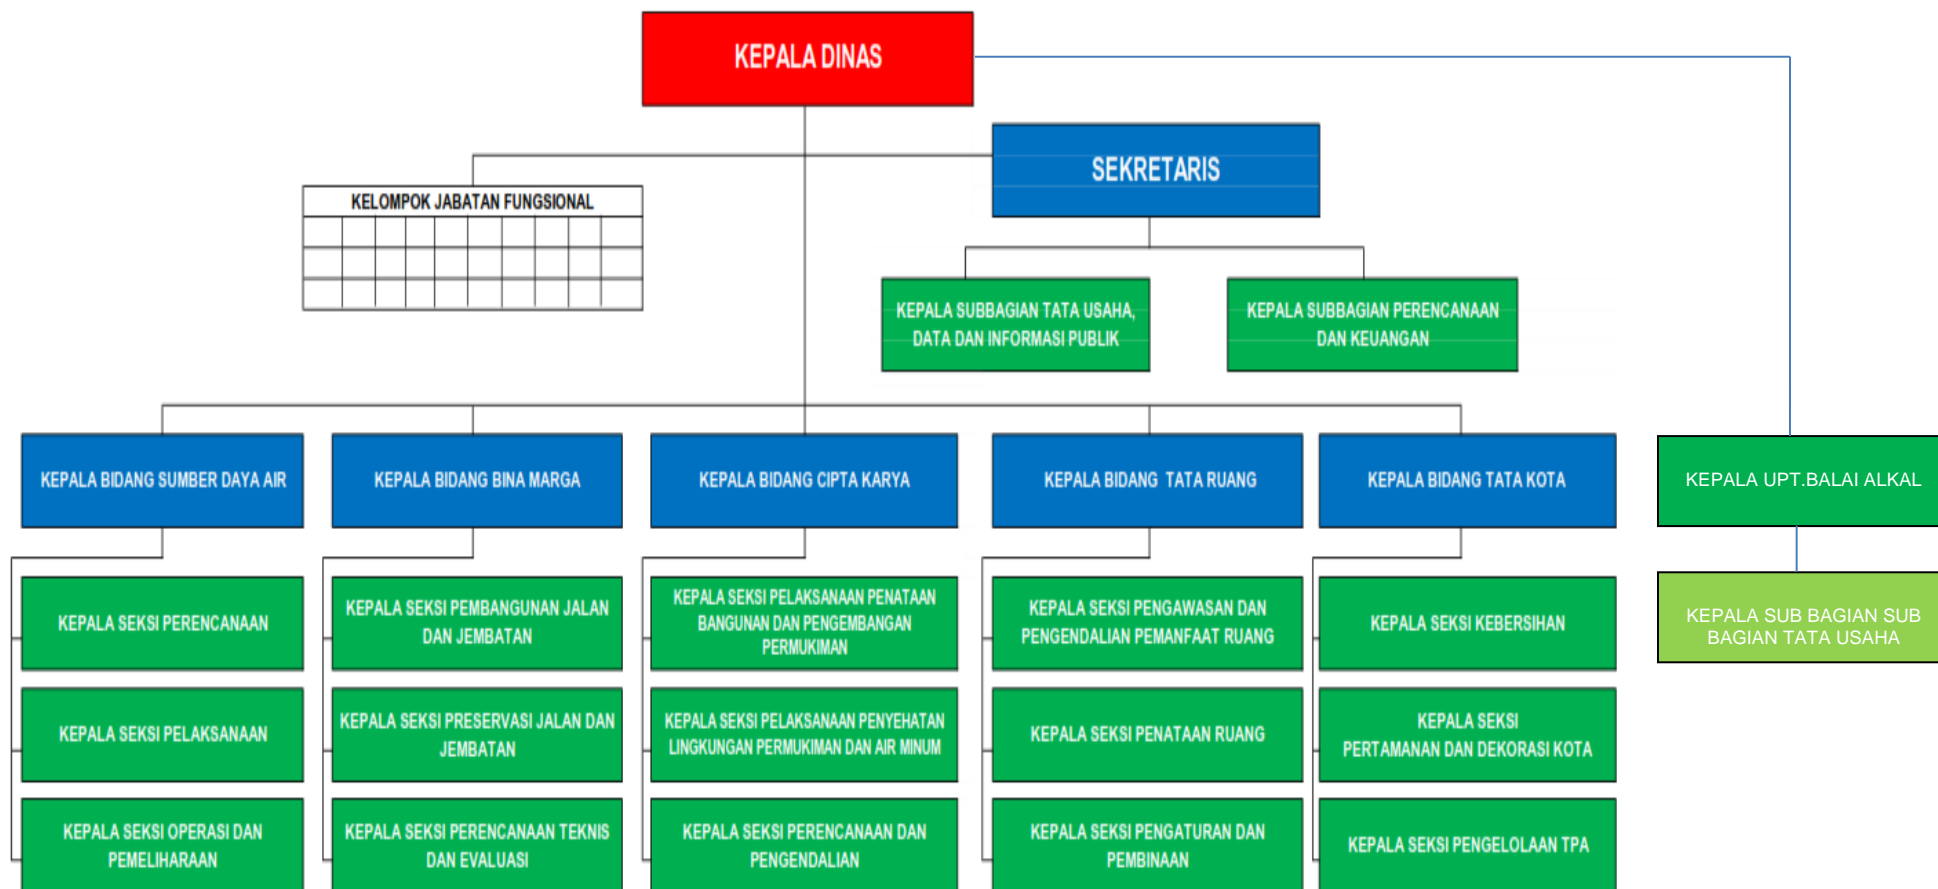 KEPALA DINAS
SEKRETARIS
KELOMPOK JABATAN FUNGSIONAL
KEPALA SUBBAGIAN TATA USAHA,
DATA DAN INFORMASI PUBLIK
KEPALA SUBBAGIAN PERENCANAAN
DAN KEUANGAN
KEPALA BIDANG SUMBER DAYA AIR
KEPALA BIDANG BINA MARGA
KEPALA BIDANG CIPTA KARYA
KEPALA BIDANG TATA RUANG
KEPALA BIDANG TATA KOTA
KEPALA UPT.BALAI ALKAL
KEPALA SEKSI PERENCANAAN
KEPALA SEKSI PEMBANGUNAN JALAN
DAN JEMBATAN
KEPALA SEKSI PELAKSANAAN PENATAAN
BANGUNAN DAN PENGEMBANGAN
PERMUKIMAN
KEPALA SEKSI PENGAWASAN DAN
PENGENDALIAN PEMANFAAT RUANG
KEPALA SEKSI KEBERSIHAN
KEPALA SUB BAGIAN SUB
BAGIAN TATA USAHA
KEPALA SEKSI PELAKSANAAN
KEPALA SEKSI PRESERVASI JALAN DAN
JEMBATAN
KEPALA SEKSI PELAKSANAAN PENYEHATAN
LINGKUNGAN PERMUKIMAN DAN AIR MINUM
KEPALA SEKSI PENATAAN RUANG
KEPALA SEKSI
PERTAMANAN DAN DEKORASI KOTA
KEPALA SEKSI OPERASI DAN
PEMELIHARAAN
KEPALA SEKSI PERENCANAAN TEKNIS
DAN EVALUASI
KEPALA SEKSI PERENCANAAN DAN
PENGENDALIAN
KEPALA SEKSI PENGATURAN DAN
PEMBINAAN
KEPALA SEKSI PENGELOLAAN TPA